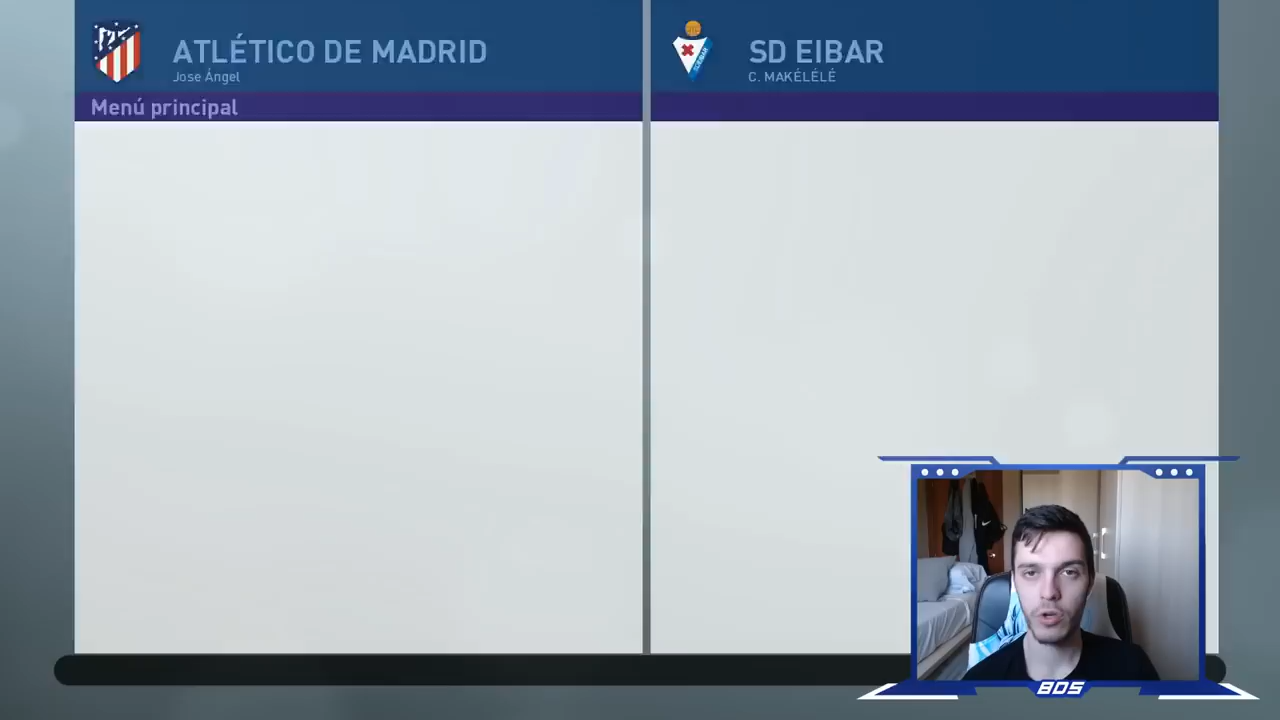 ATLÉTICO DE MADRID
Jose Ángel
Menú principal
SD EIBAR
C. MAKÉLÉLÉ
BDS